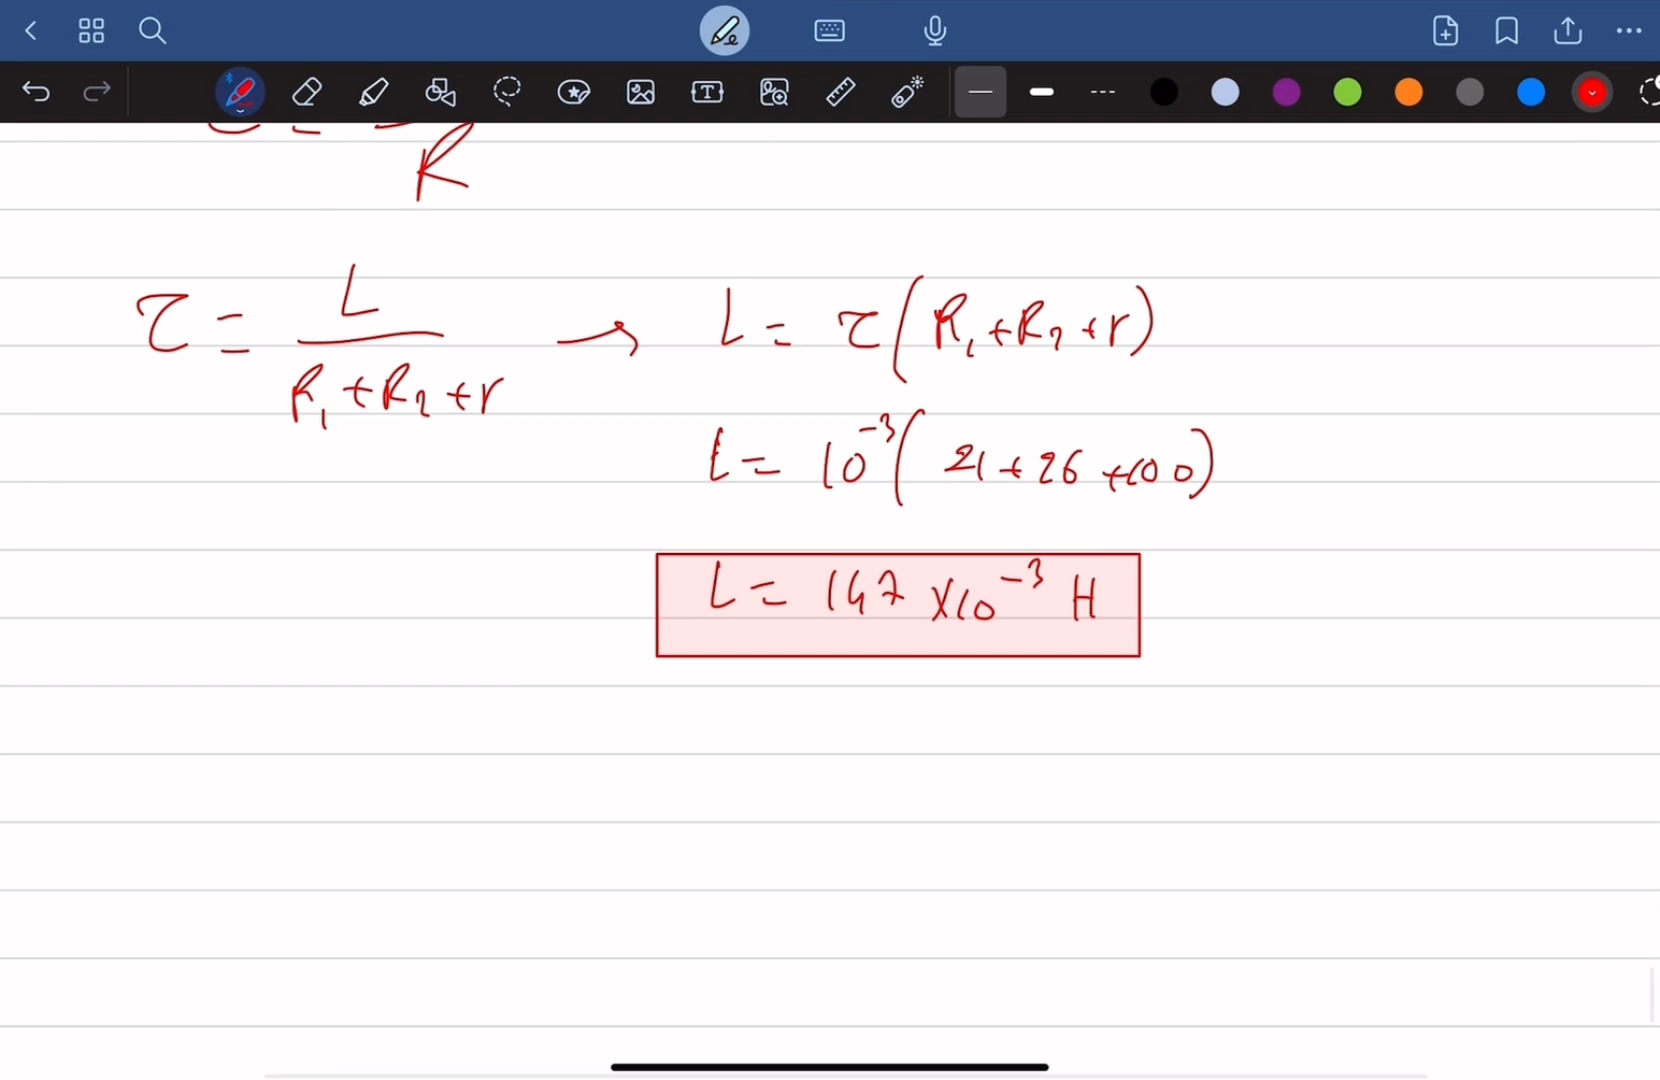 R
τ = L / (R₁ + R₂ + r) → L = τ (R₁ + R₂ + r)
L = 10⁻³ ( 21 + 26 + 100 )
L = 147 × 10⁻³ H